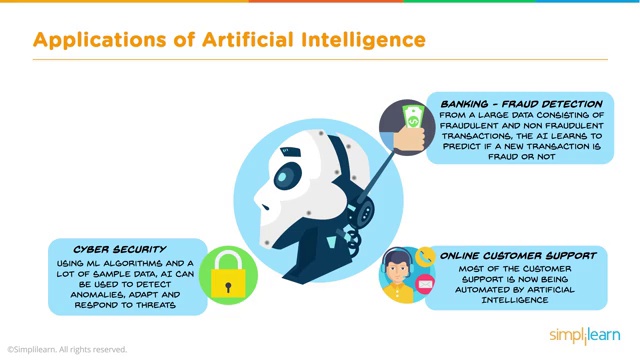 Applications of Artificial Intelligence
BANKING - FRAUD DETECTION
FROM A LARGE DATA CONSISTING OF
FRAUDULENT AND NON FRAUDULENT
TRANSACTIONS, THE AI LEARNS TO
PREDICT IF A NEW TRANSACTION IS
FRAUD OR NOT
CYBER SECURITY
USING ML ALGORITHMS AND A
LOT OF SAMPLE DATA, AI CAN
BE USED TO DETECT
ANOMALIES, ADAPT AND
RESPOND TO THREATS
ONLINE CUSTOMER SUPPORT
MOST OF THE CUSTOMER
SUPPORT IS NOW BEING
AUTOMATED BY ARTIFICIAL
INTELLIGENCE
©Simplilearn. All rights reserved.
simplilearn